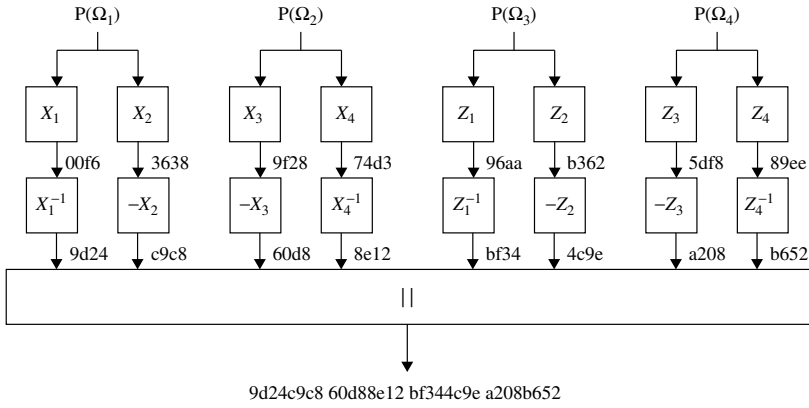 P(Ω₁) P(Ω₂) P(Ω₃) P(Ω₄)
X₁ X₂ X₃ X₄ Z₁ Z₂ Z₃ Z₄
00f6 3638 9f28 74d3 96aa b362 5df8 89ee
X₁⁻¹ –X₂ –X₃ X₄⁻¹ Z₁⁻¹ –Z₂ –Z₃ Z₄⁻¹
9d24 c9c8 60d8 8e12 bf34 4c9e a208 b652
||
9d24c9c8 60d88e12 bf344c9e a208b652